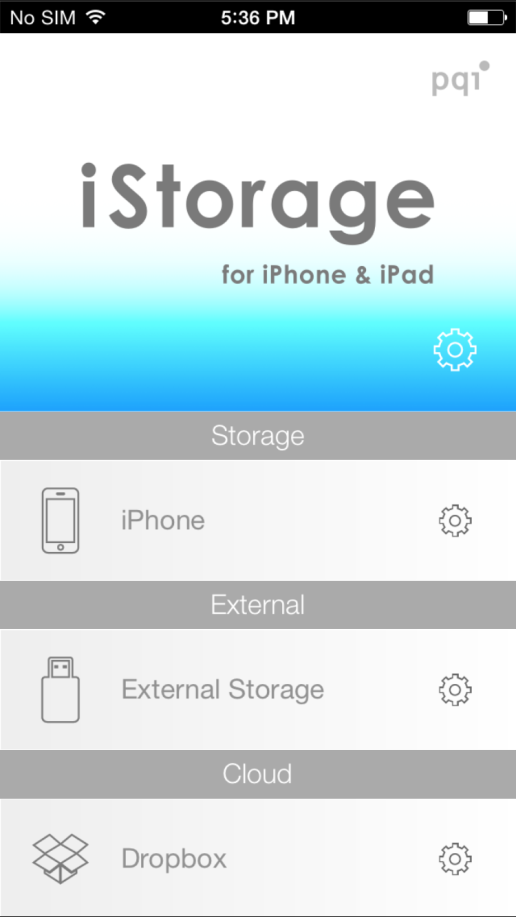 No SIM 5:36 PM
pqi
iStorage
for iPhone & iPad
Storage
iPhone
External
External Storage
Cloud
Dropbox